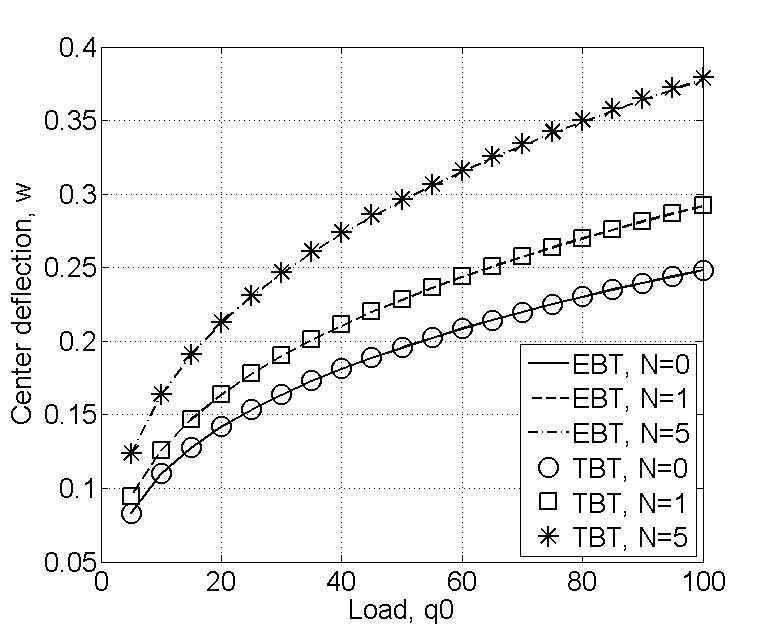 0.4
0.35
0.3
0.25
0.2
0.15
0.1
0.05
Center deflection, w
0 20 40 60 80 100
Load, q0
EBT, N=0
EBT, N=1
EBT, N=5
TBT, N=0
TBT, N=1
TBT, N=5